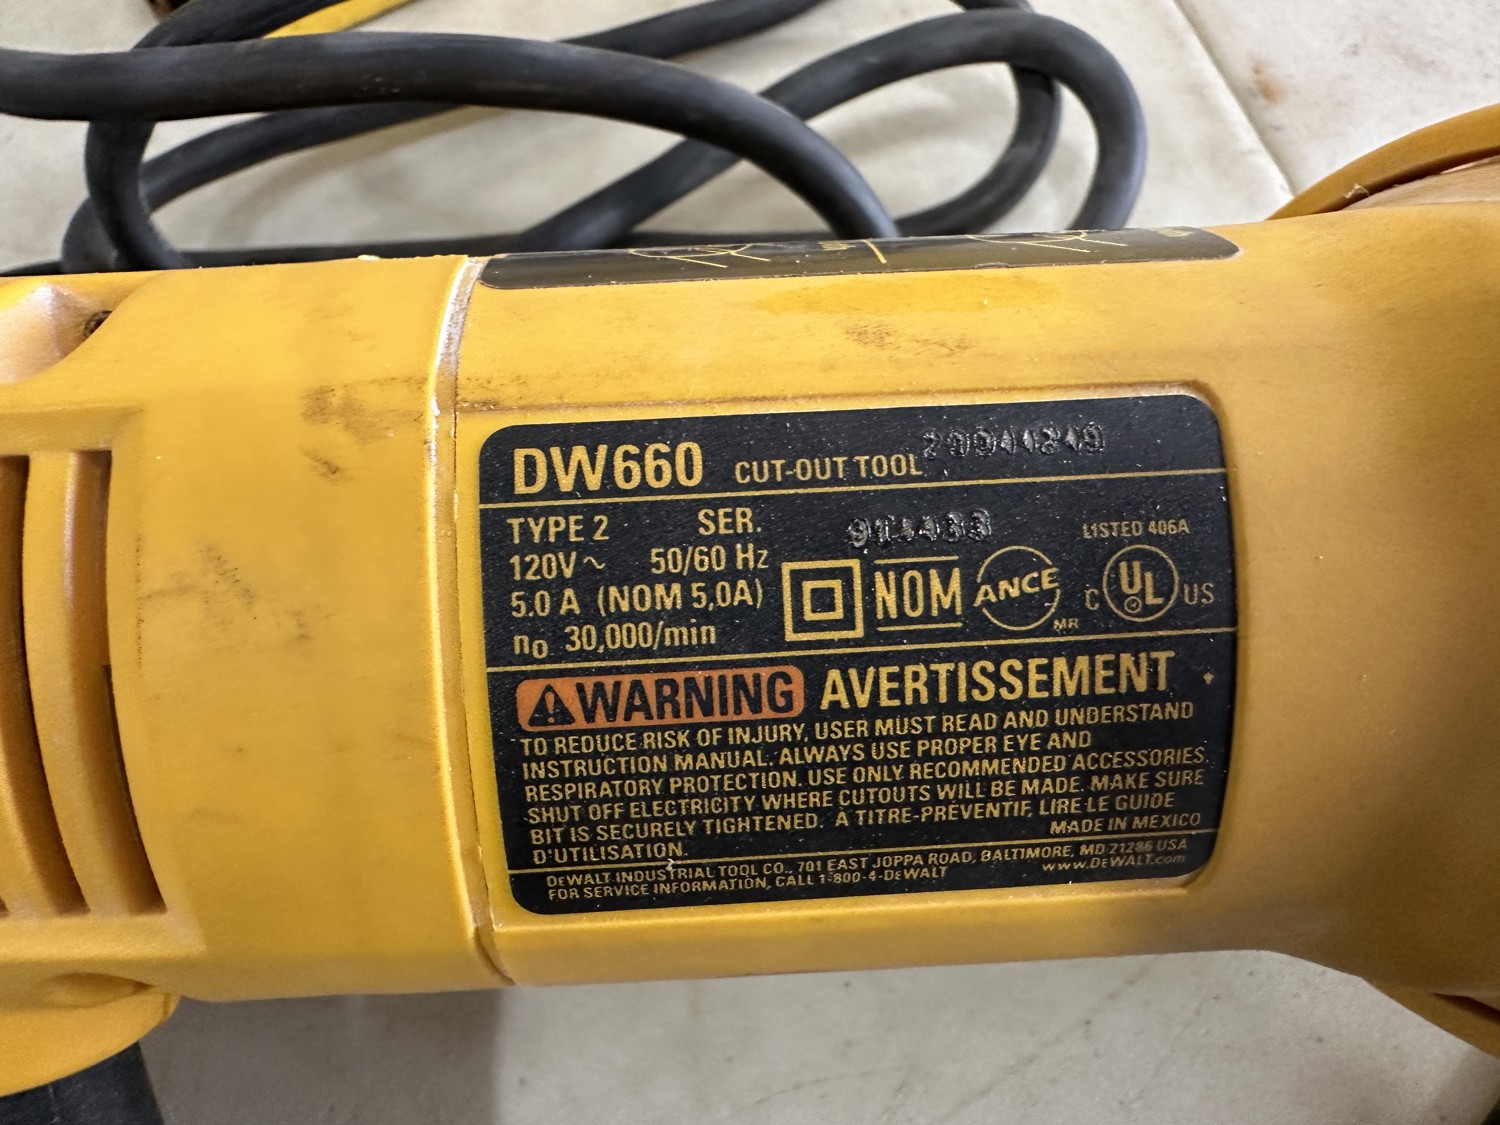 DW660 CUT-OUT TOOL
TYPE 2 SER.
120V~ 50/60 Hz
5.0 A (NOM 5,0A)
no 30,000/min
NOM
ANCE
MR
LISTED 406A
C UL US
WARNING AVERTISSEMENT
TO REDUCE RISK OF INJURY, USER MUST READ AND UNDERSTAND
INSTRUCTION MANUAL. ALWAYS USE PROPER EYE AND
RESPIRATORY PROTECTION. USE ONLY RECOMMENDED ACCESSORIES.
SHUT OFF ELECTRICITY WHERE CUTOUTS WILL BE MADE. MAKE SURE
BIT IS SECURELY TIGHTENED. À TITRE-PRÉVENTIF, LIRE LE GUIDE
D'UTILISATION.
MADE IN MEXICO
DEWALT INDUSTRIAL TOOL CO., 701 EAST JOPPA ROAD, BALTIMORE, MD 21286 USA
FOR SERVICE INFORMATION, CALL 1-800-4-DEWALT www.DEWALT.com